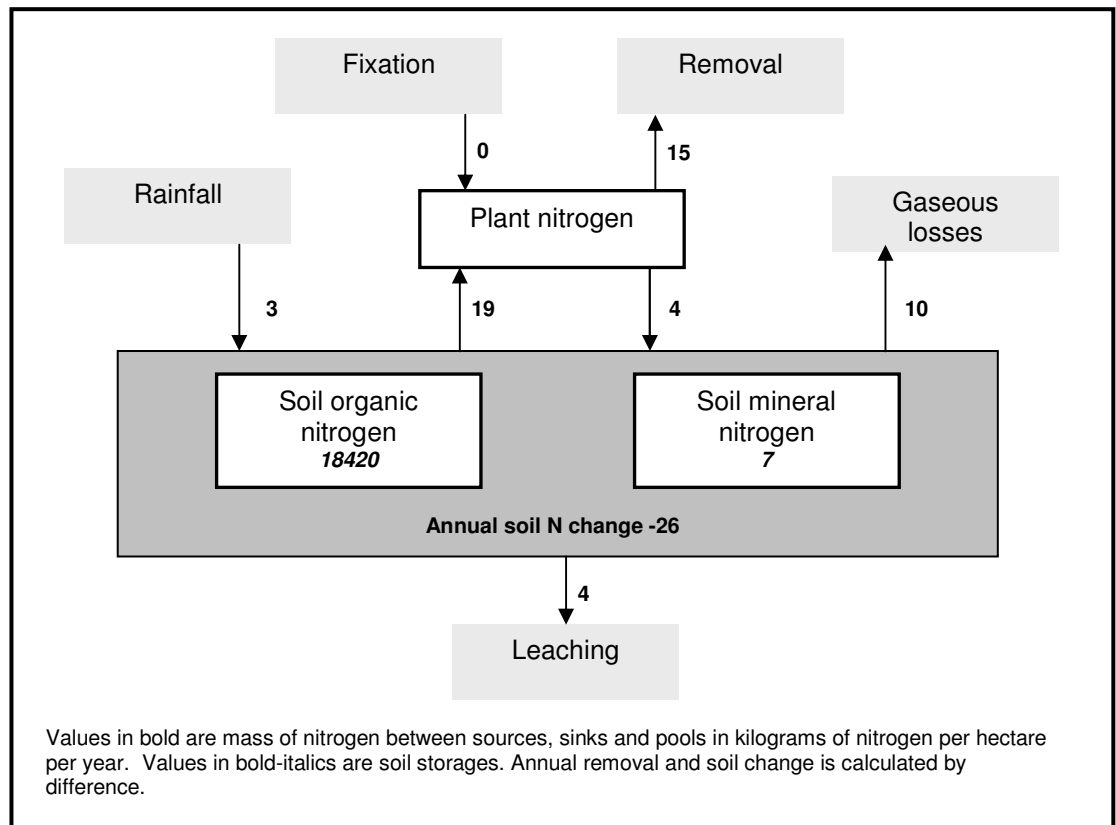 Fixation
Removal
0
15
Rainfall
Plant nitrogen
Gaseous
losses
3
19
4
10
Soil organic
nitrogen
18420
Soil mineral
nitrogen
7
Annual soil N change -26
4
Leaching
Values in bold are mass of nitrogen between sources, sinks and pools in kilograms of nitrogen per hectare
per year.  Values in bold-italics are soil storages. Annual removal and soil change is calculated by
difference.